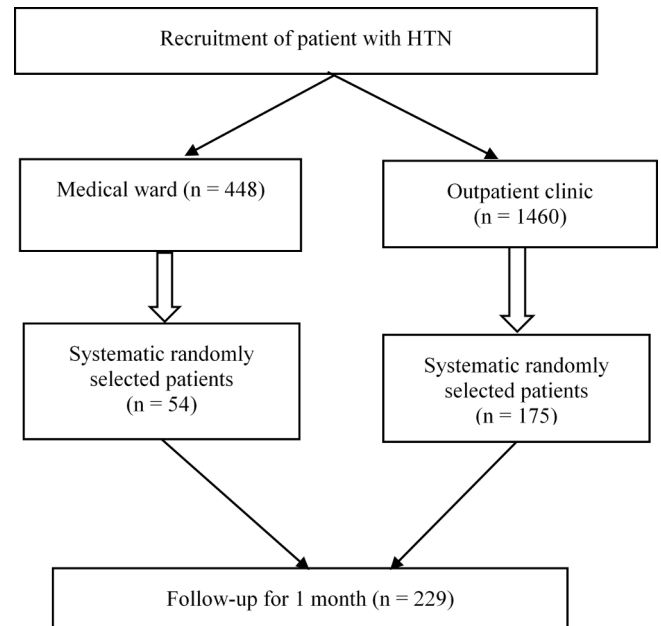 Recruitment of patient with HTN
Medical ward (n = 448)
Outpatient clinic
(n = 1460)
Systematic randomly
selected patients
(n = 54)
Systematic randomly
selected patients
(n = 175)
Follow-up for 1 month (n = 229)